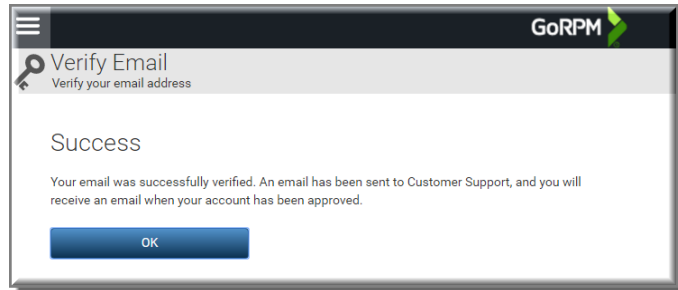 GoRPM
Verify Email
Verify your email address
Success
Your email was successfully verified. An email has been sent to Customer Support, and you will
receive an email when your account has been approved.
OK